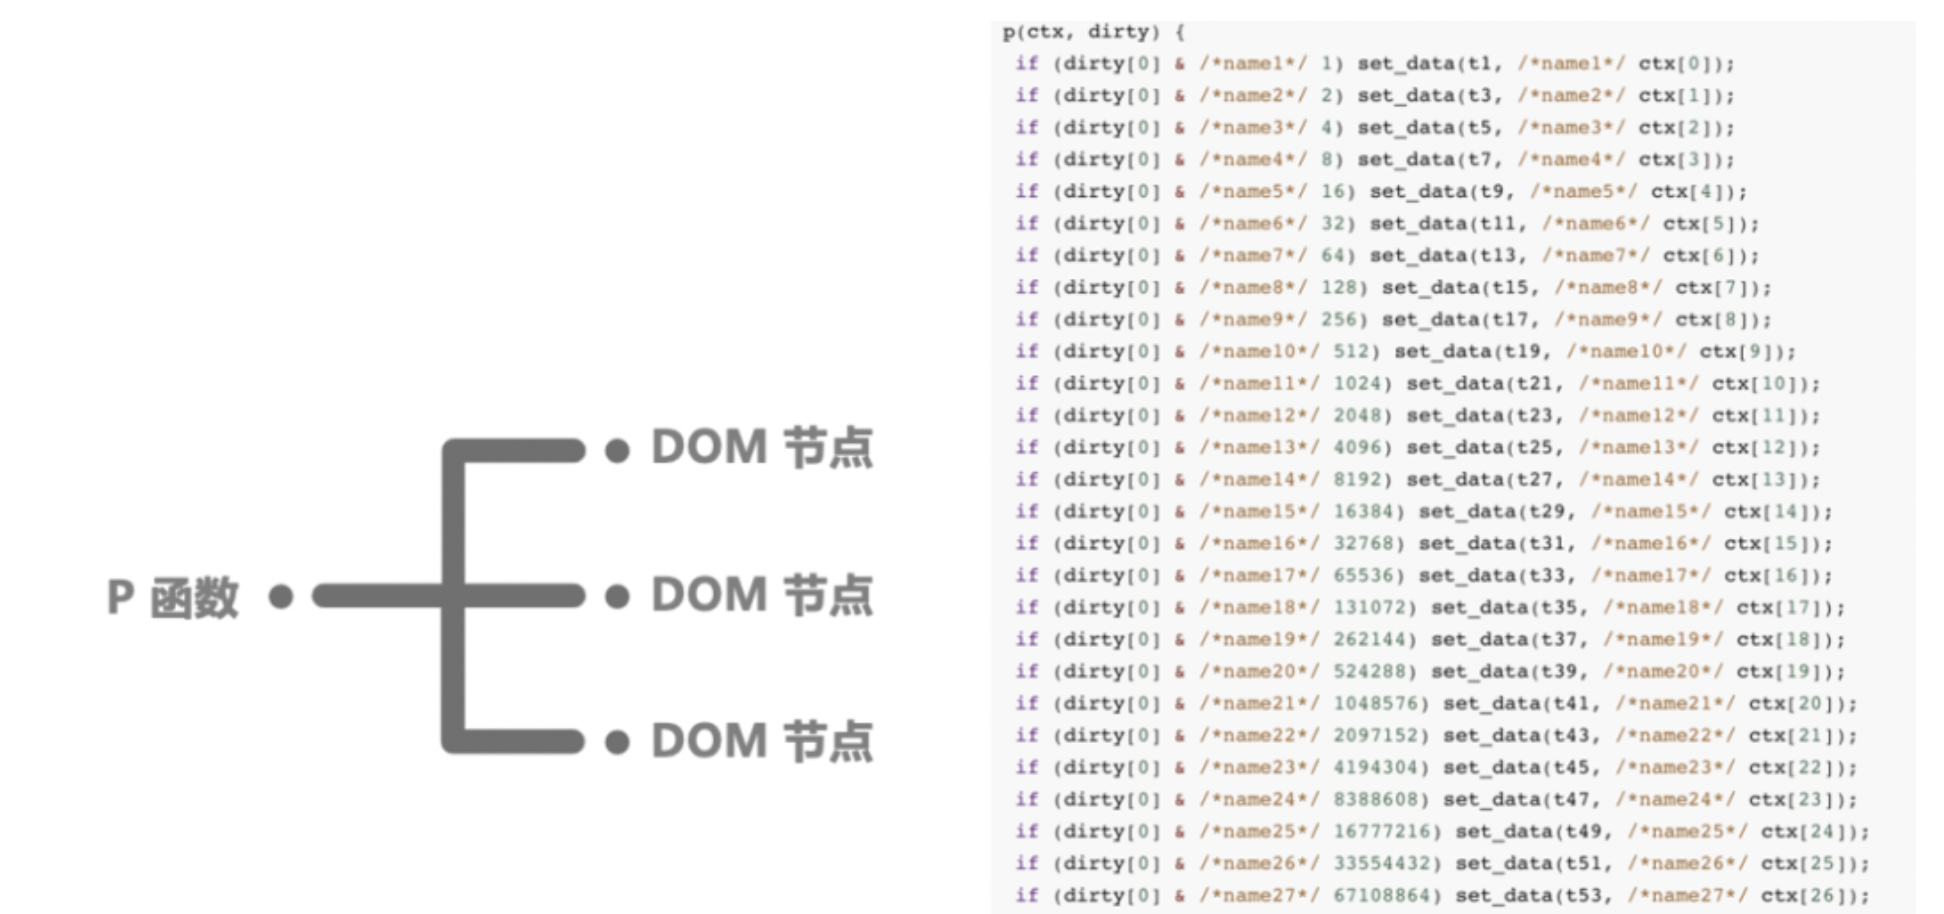 P 函数
DOM 节点
DOM 节点
DOM 节点
p(ctx, dirty) {
if (dirty[0] & /*name1*/ 1) set_data(t1, /*name1*/ ctx[0]);
if (dirty[0] & /*name2*/ 2) set_data(t3, /*name2*/ ctx[1]);
if (dirty[0] & /*name3*/ 4) set_data(t5, /*name3*/ ctx[2]);
if (dirty[0] & /*name4*/ 8) set_data(t7, /*name4*/ ctx[3]);
if (dirty[0] & /*name5*/ 16) set_data(t9, /*name5*/ ctx[4]);
if (dirty[0] & /*name6*/ 32) set_data(t11, /*name6*/ ctx[5]);
if (dirty[0] & /*name7*/ 64) set_data(t13, /*name7*/ ctx[6]);
if (dirty[0] & /*name8*/ 128) set_data(t15, /*name8*/ ctx[7]);
if (dirty[0] & /*name9*/ 256) set_data(t17, /*name9*/ ctx[8]);
if (dirty[0] & /*name10*/ 512) set_data(t19, /*name10*/ ctx[9]);
if (dirty[0] & /*name11*/ 1024) set_data(t21, /*name11*/ ctx[10]);
if (dirty[0] & /*name12*/ 2048) set_data(t23, /*name12*/ ctx[11]);
if (dirty[0] & /*name13*/ 4096) set_data(t25, /*name13*/ ctx[12]);
if (dirty[0] & /*name14*/ 8192) set_data(t27, /*name14*/ ctx[13]);
if (dirty[0] & /*name15*/ 16384) set_data(t29, /*name15*/ ctx[14]);
if (dirty[0] & /*name16*/ 32768) set_data(t31, /*name16*/ ctx[15]);
if (dirty[0] & /*name17*/ 65536) set_data(t33, /*name17*/ ctx[16]);
if (dirty[0] & /*name18*/ 131072) set_data(t35, /*name18*/ ctx[17]);
if (dirty[0] & /*name19*/ 262144) set_data(t37, /*name19*/ ctx[18]);
if (dirty[0] & /*name20*/ 524288) set_data(t39, /*name20*/ ctx[19]);
if (dirty[0] & /*name21*/ 1048576) set_data(t41, /*name21*/ ctx[20]);
if (dirty[0] & /*name22*/ 2097152) set_data(t43, /*name22*/ ctx[21]);
if (dirty[0] & /*name23*/ 4194304) set_data(t45, /*name23*/ ctx[22]);
if (dirty[0] & /*name24*/ 8388608) set_data(t47, /*name24*/ ctx[23]);
if (dirty[0] & /*name25*/ 16777216) set_data(t49, /*name25*/ ctx[24]);
if (dirty[0] & /*name26*/ 33554432) set_data(t51, /*name26*/ ctx[25]);
if (dirty[0] & /*name27*/ 67108864) set_data(t53, /*name27*/ ctx[26]);